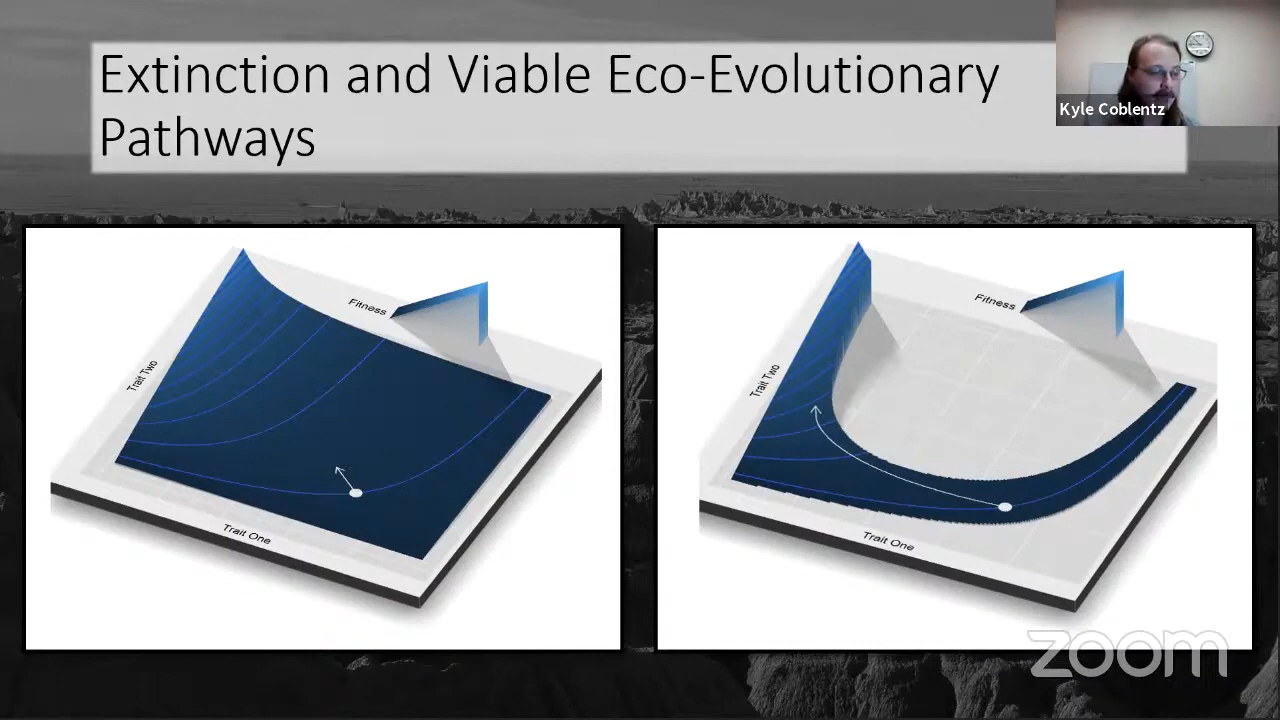 Extinction and Viable Eco-Evolutionary
Pathways
Kyle Coblentz
Fitness
Trait Two
Trait One
Fitness
Trait Two
Trait One
zoom